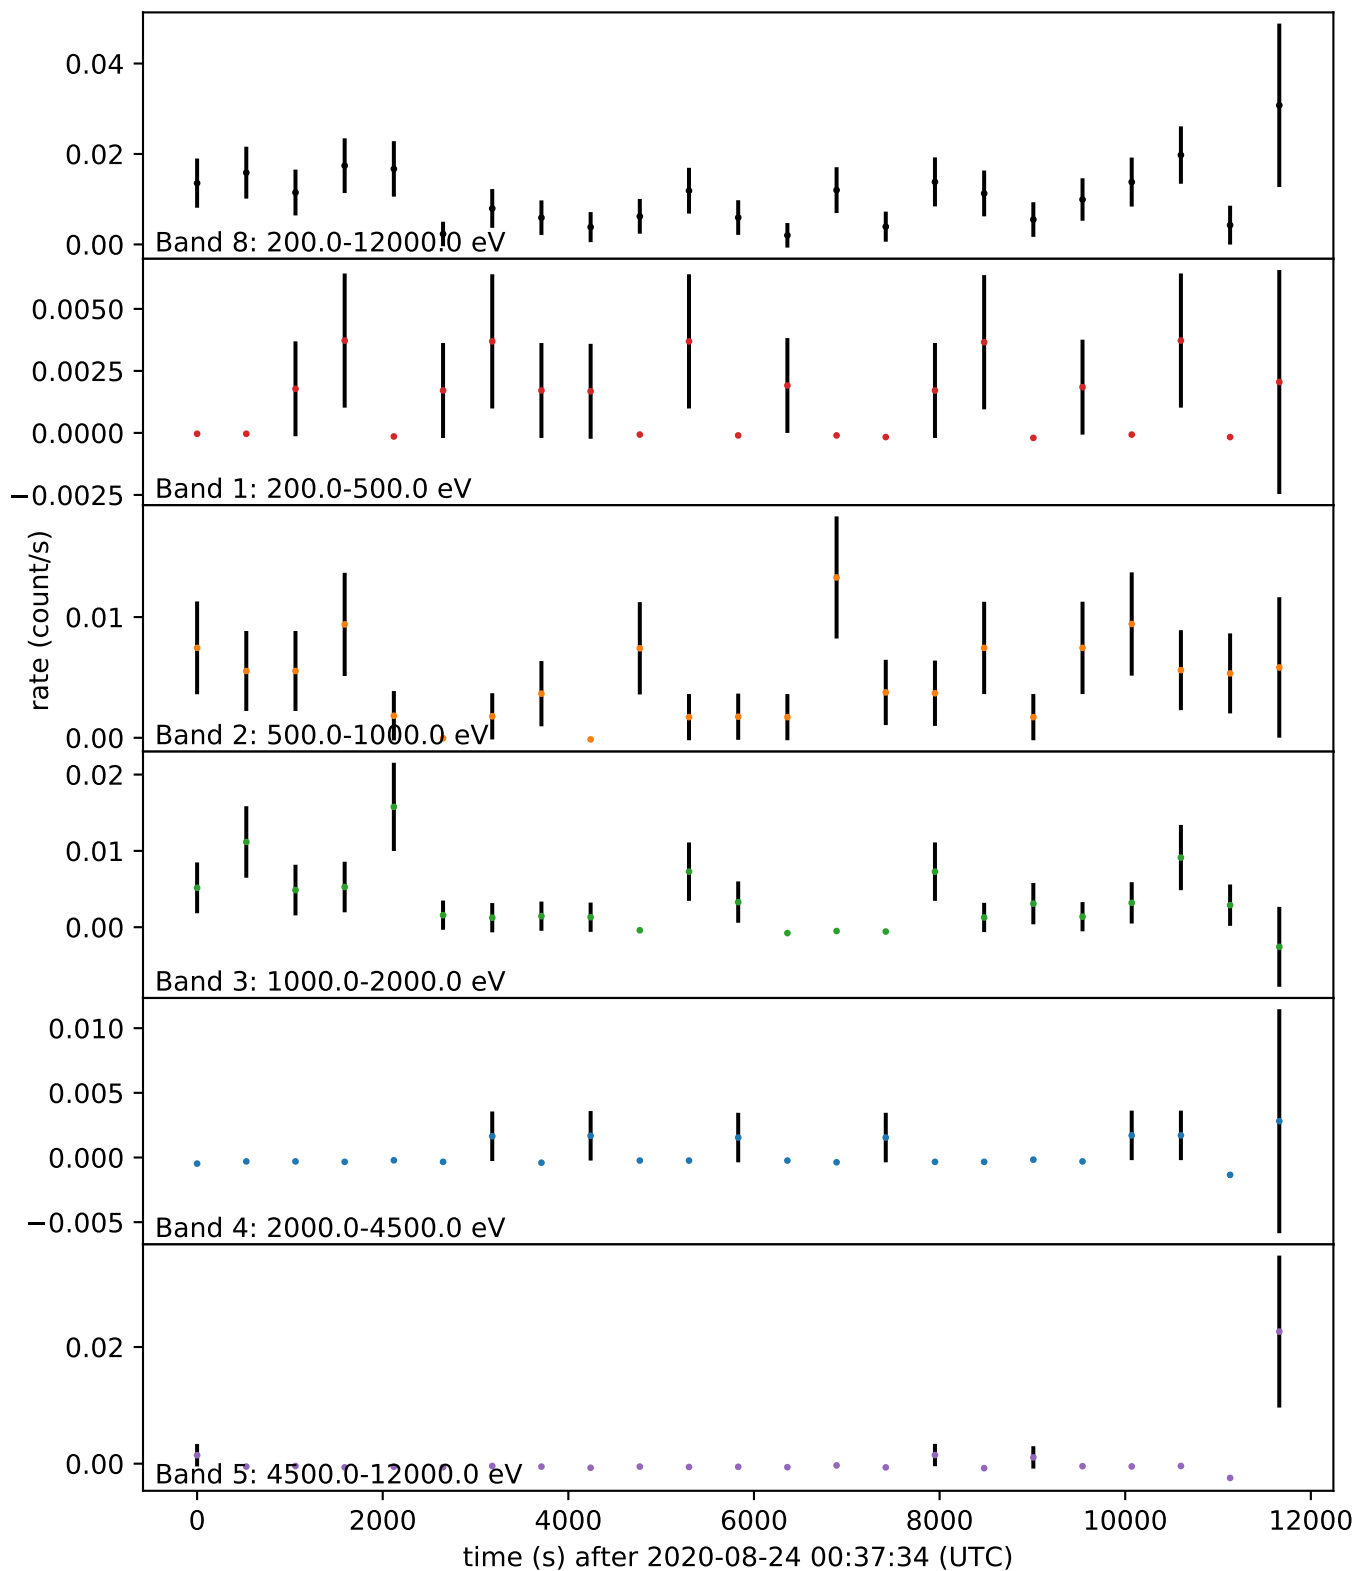 0.04
0.02
0.00
Band 8: 200.0-12000.0 eV
0.0050
0.0025
0.0000
−0.0025
Band 1: 200.0-500.0 eV
rate (count/s)
0.01
0.00
Band 2: 500.0-1000.0 eV
0.02
0.01
0.00
Band 3: 1000.0-2000.0 eV
0.010
0.005
0.000
−0.005
Band 4: 2000.0-4500.0 eV
0.02
0.00
Band 5: 4500.0-12000.0 eV
0 2000 4000 6000 8000 10000 12000
time (s) after 2020-08-24 00:37:34 (UTC)